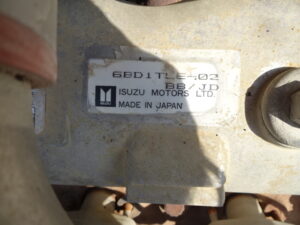 6BD1TLE-02
BB/JD
ISUZU MOTORS LTD.
MADE IN JAPAN